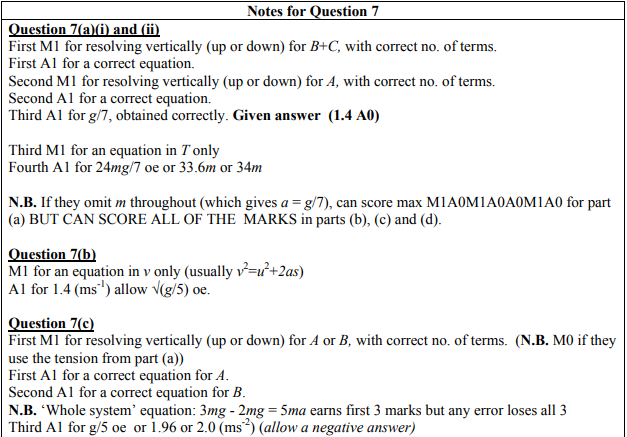 Notes for Question 7
Question 7(a)(i) and (ii)
First M1 for resolving vertically (up or down) for B+C, with correct no. of terms.
First A1 for a correct equation.
Second M1 for resolving vertically (up or down) for A, with correct no. of terms.
Second A1 for a correct equation.
Third A1 for g/7, obtained correctly. Given answer (1.4 A0)
Third M1 for an equation in T only
Fourth A1 for 24mg/7 oe or 33.6m or 34m
N.B. If they omit m throughout (which gives a = g/7), can score max M1A0M1A0A0M1A0 for part
(a) BUT CAN SCORE ALL OF THE MARKS in parts (b), (c) and (d).
Question 7(b)
M1 for an equation in v only (usually v²=u²+2as)
A1 for 1.4 (ms⁻¹) allow √(g/5) oe.
Question 7(c)
First M1 for resolving vertically (up or down) for A or B, with correct no. of terms. (N.B. M0 if they
use the tension from part (a))
First A1 for a correct equation for A.
Second A1 for a correct equation for B.
N.B. ‘Whole system’ equation: 3mg - 2mg = 5ma earns first 3 marks but any error loses all 3
Third A1 for g/5 oe or 1.96 or 2.0 (ms⁻²) (allow a negative answer)